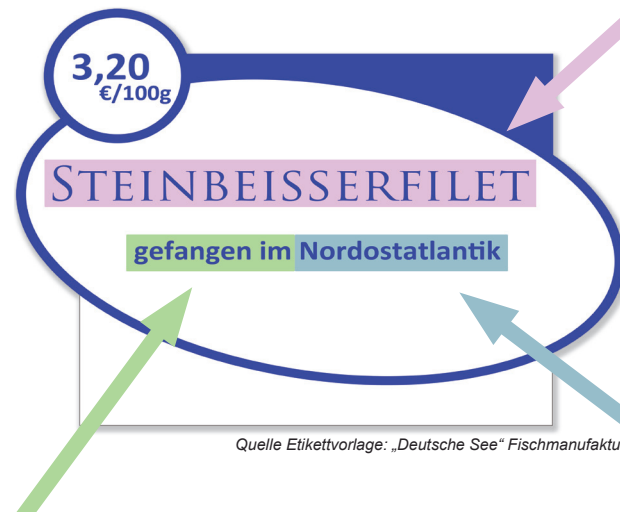 3,20
€/100g
STEINBEISSERFILET
gefangen im Nordostatlantik
Quelle Etikettvorlage: „Deutsche See“ Fischmanufaktu